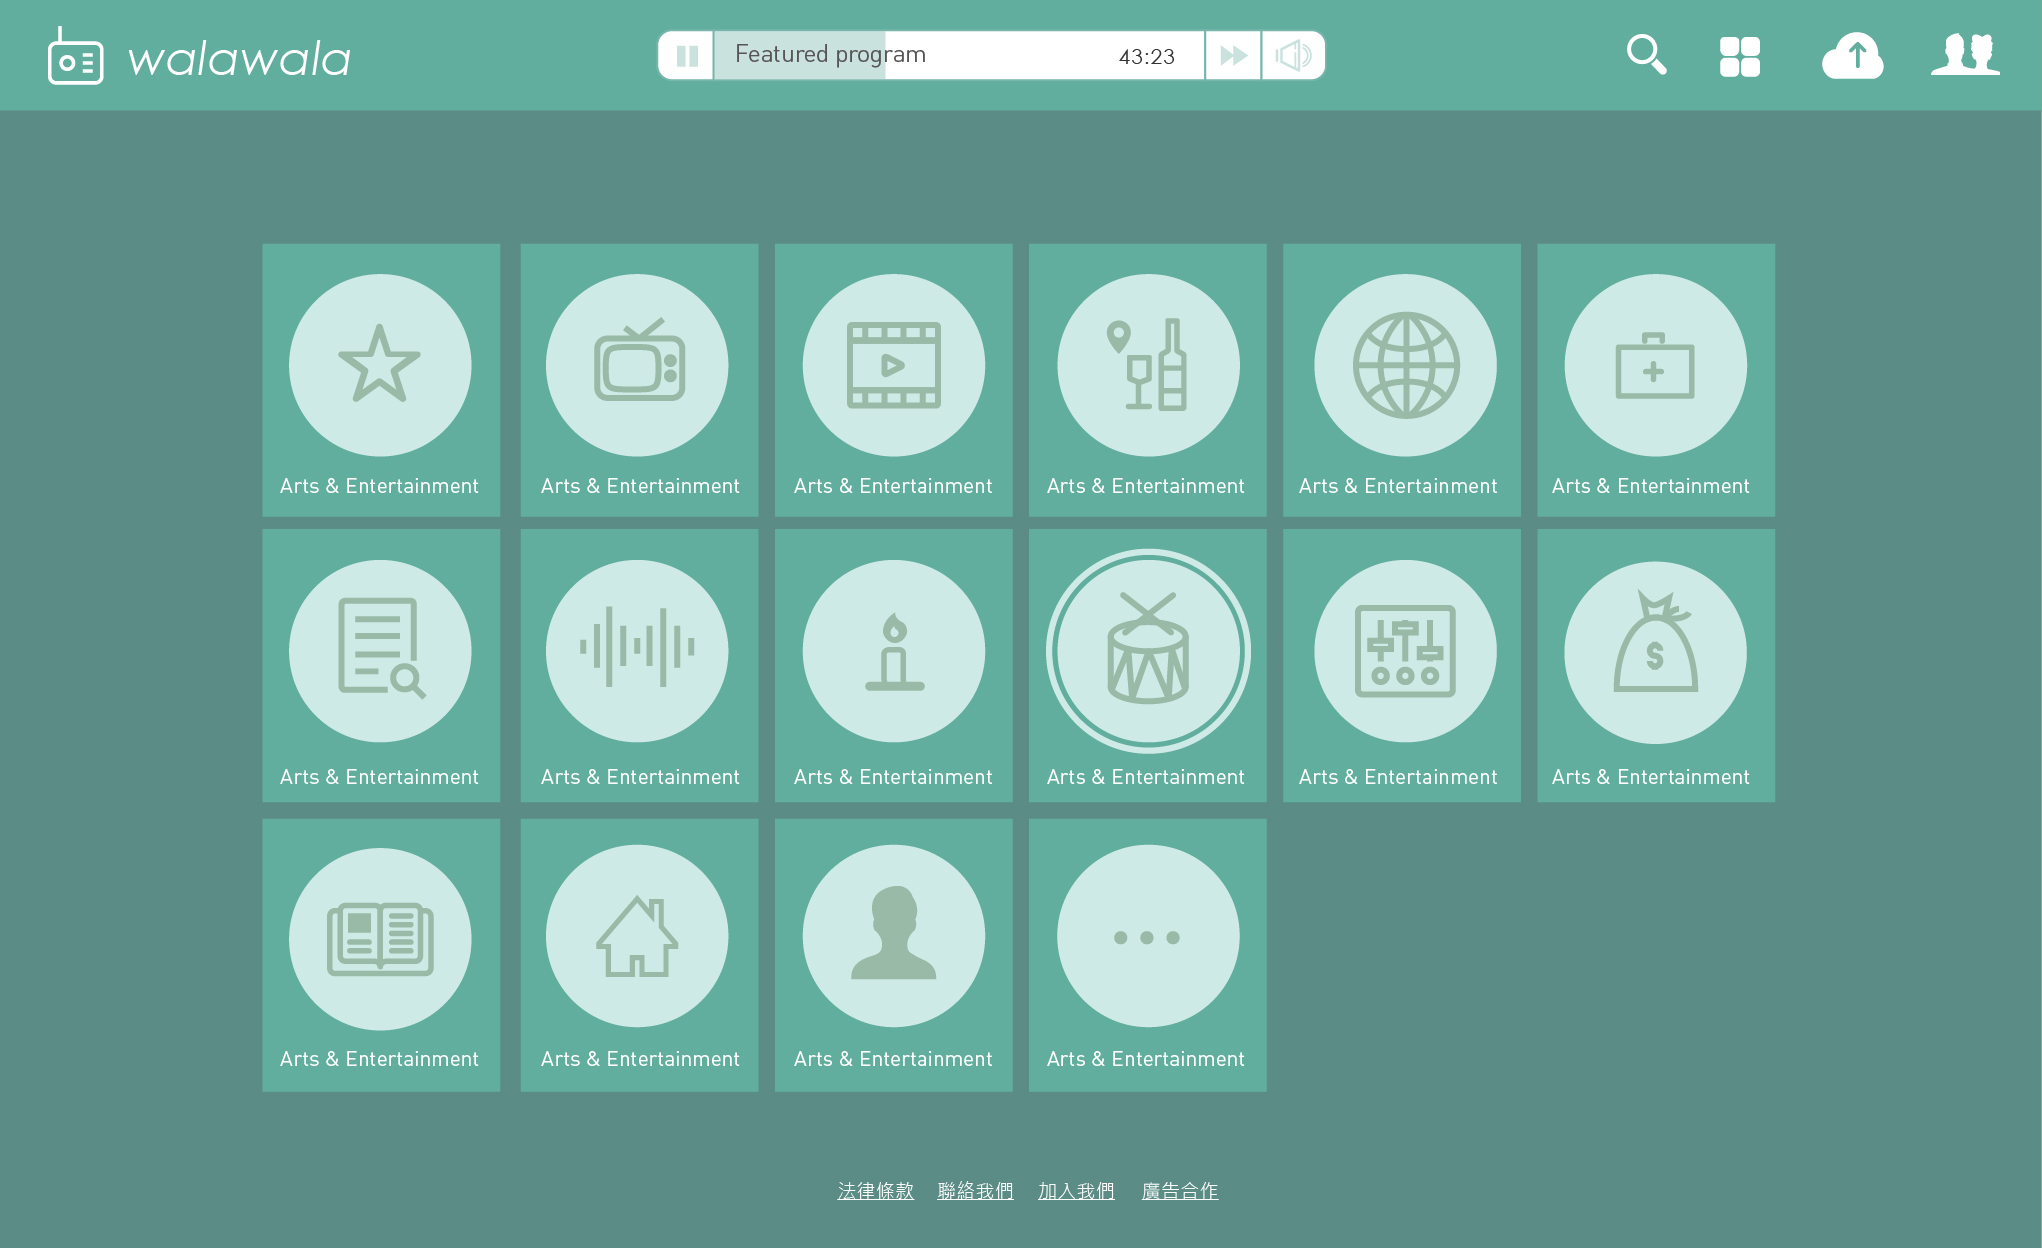 walawala
Featured program 43:23
Arts & Entertainment Arts & Entertainment Arts & Entertainment Arts & Entertainment Arts & Entertainment Arts & Entertainment
$
Arts & Entertainment Arts & Entertainment Arts & Entertainment Arts & Entertainment Arts & Entertainment Arts & Entertainment
Arts & Entertainment Arts & Entertainment Arts & Entertainment Arts & Entertainment
法律條款 聯絡我們 加入我們 廣告合作